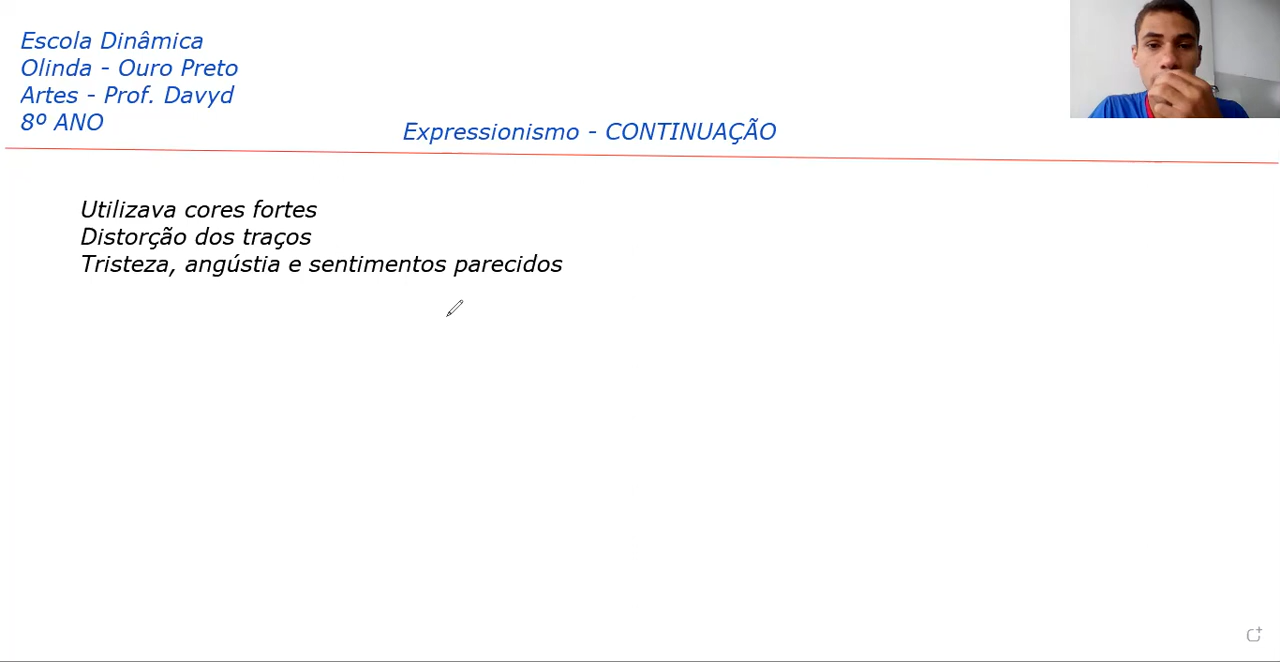 Escola Dinâmica
Olinda - Ouro Preto
Artes - Prof. Davyd
8º ANO
Expressionismo - CONTINUAÇÃO
Utilizava cores fortes
Distorção dos traços
Tristeza, angústia e sentimentos parecidos